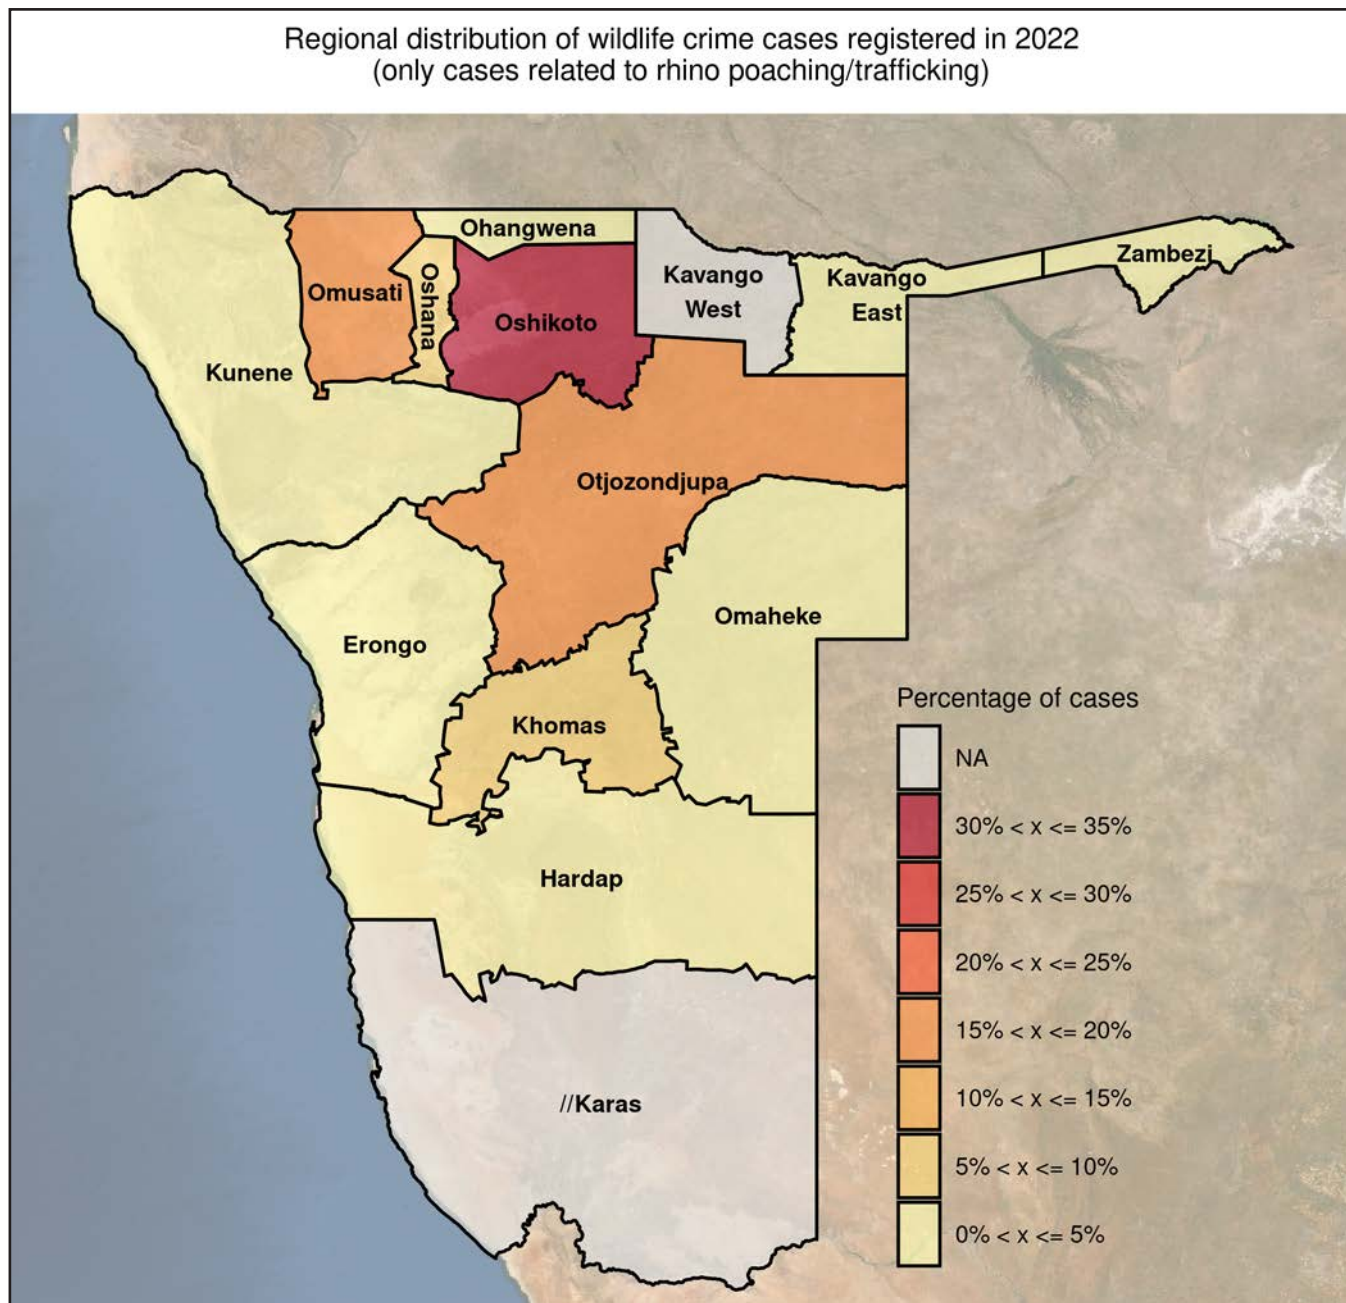 Regional distribution of wildlife crime cases registered in 2022
(only cases related to rhino poaching/trafficking)
Ohangwena
Zambezi
Kavango
West
Kavango
East
Omusati
Oshana
Oshikoto
Kunene
Otjozondjupa
Omaheke
Erongo
Khomas
Hardap
//Karas
Percentage of cases
NA
30% < x <= 35%
25% < x <= 30%
20% < x <= 25%
15% < x <= 20%
10% < x <= 15%
5% < x <= 10%
0% < x <= 5%